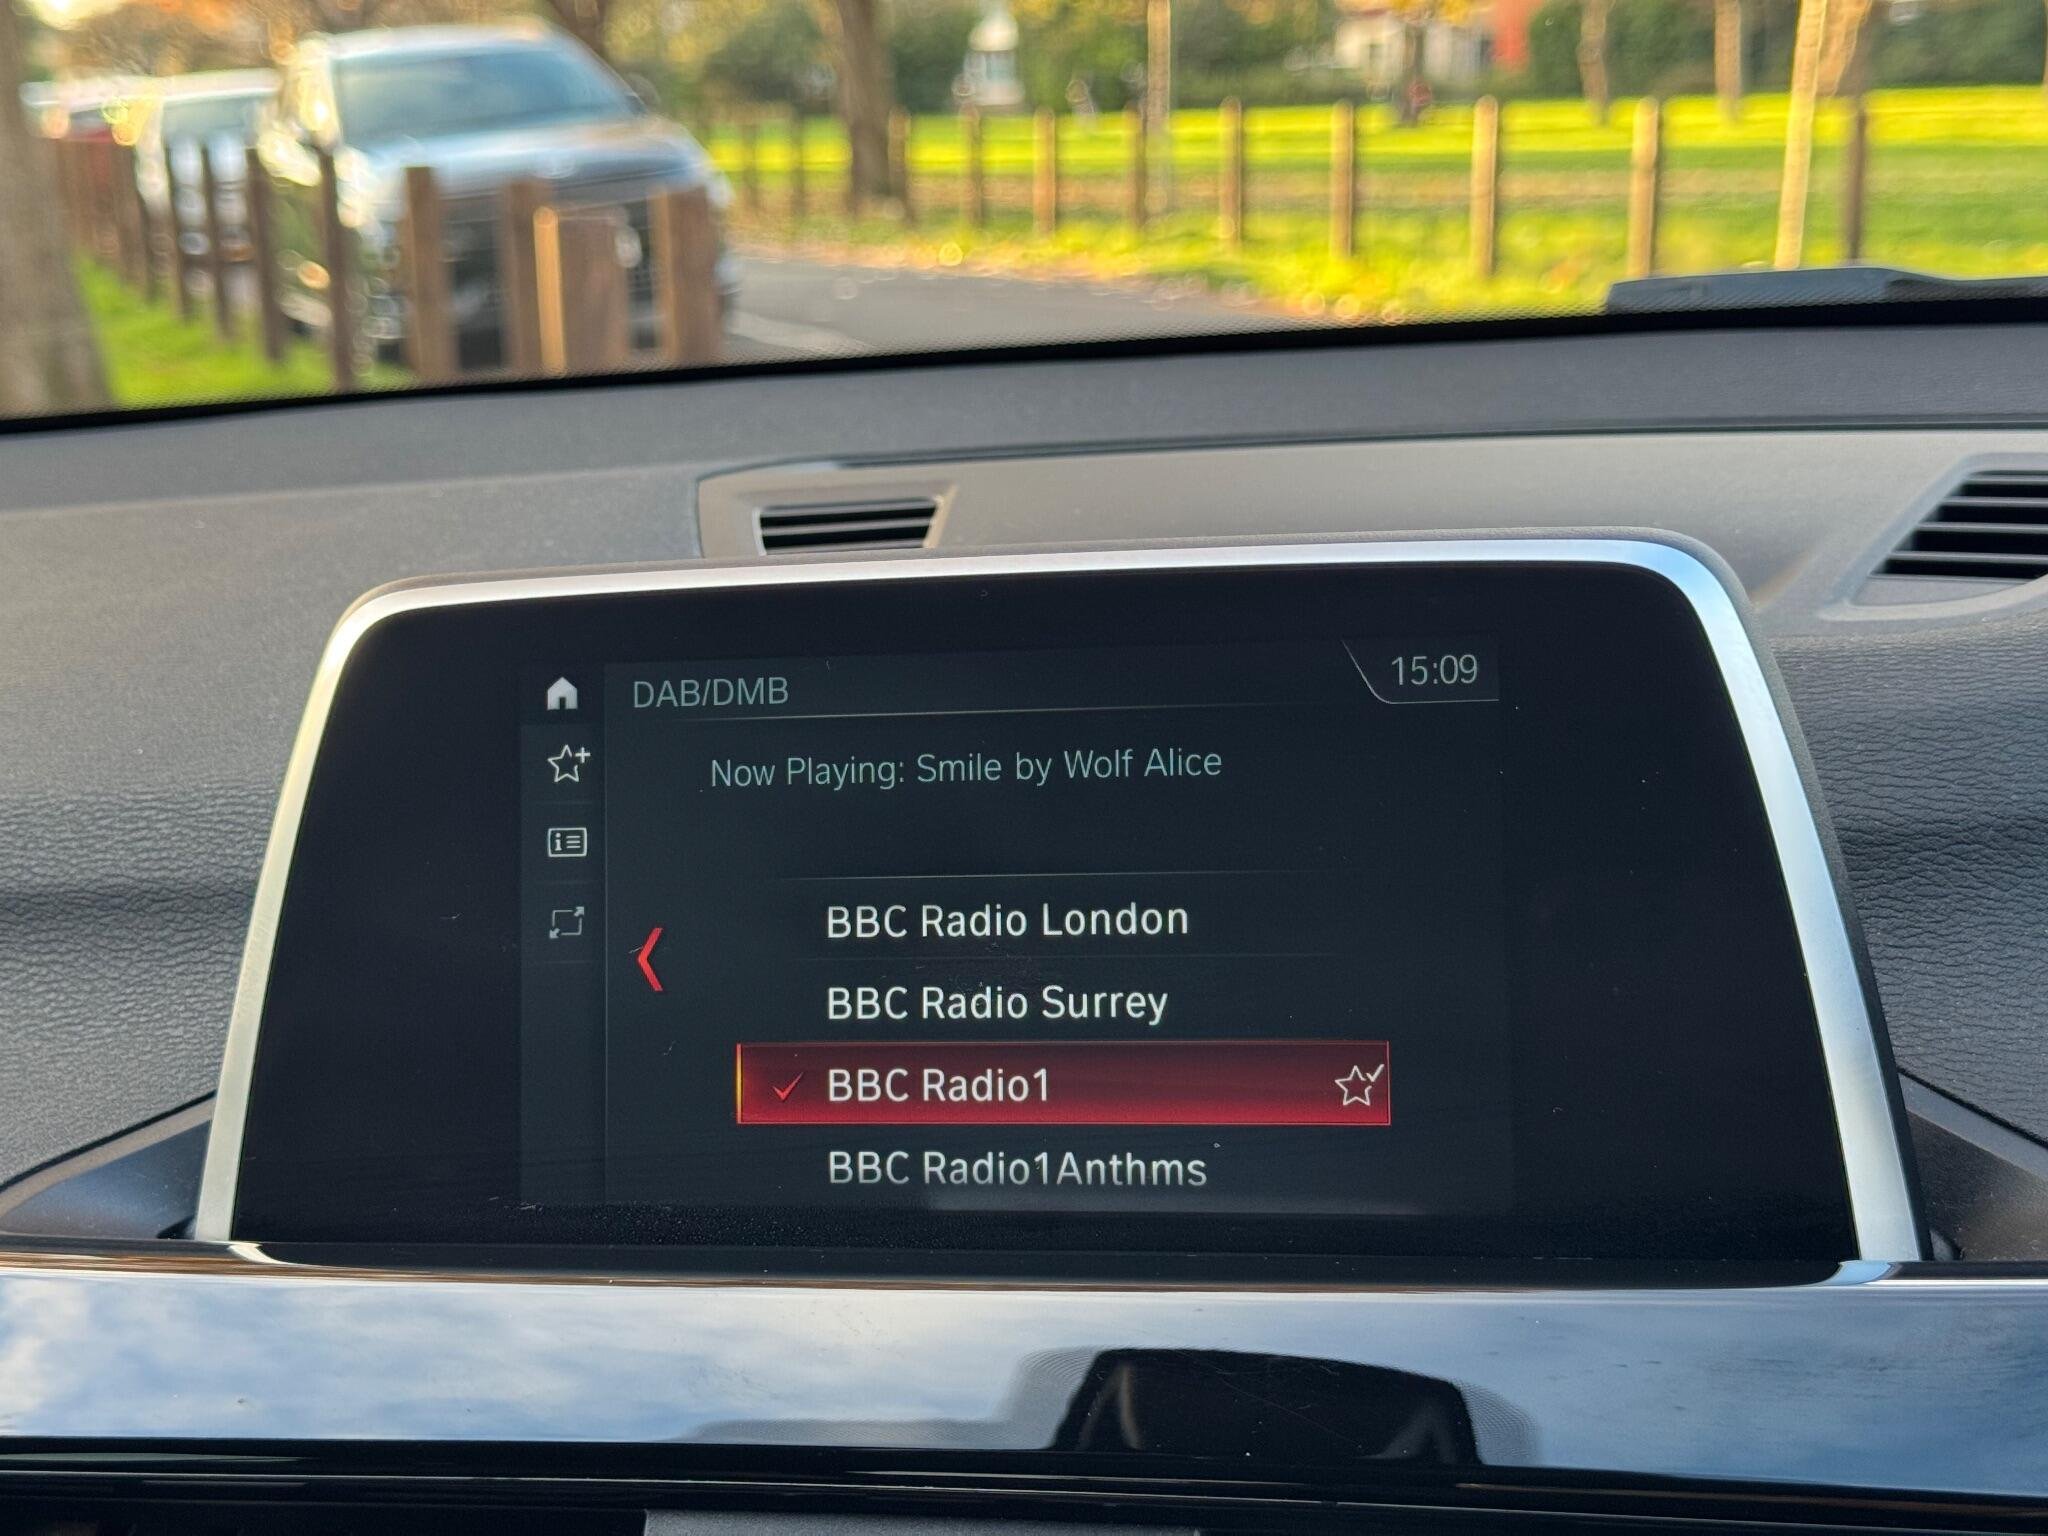 DAB/DMB
15:09
Now Playing: Smile by Wolf Alice
BBC Radio London
BBC Radio Surrey
BBC Radio1
BBC Radio1Anthms